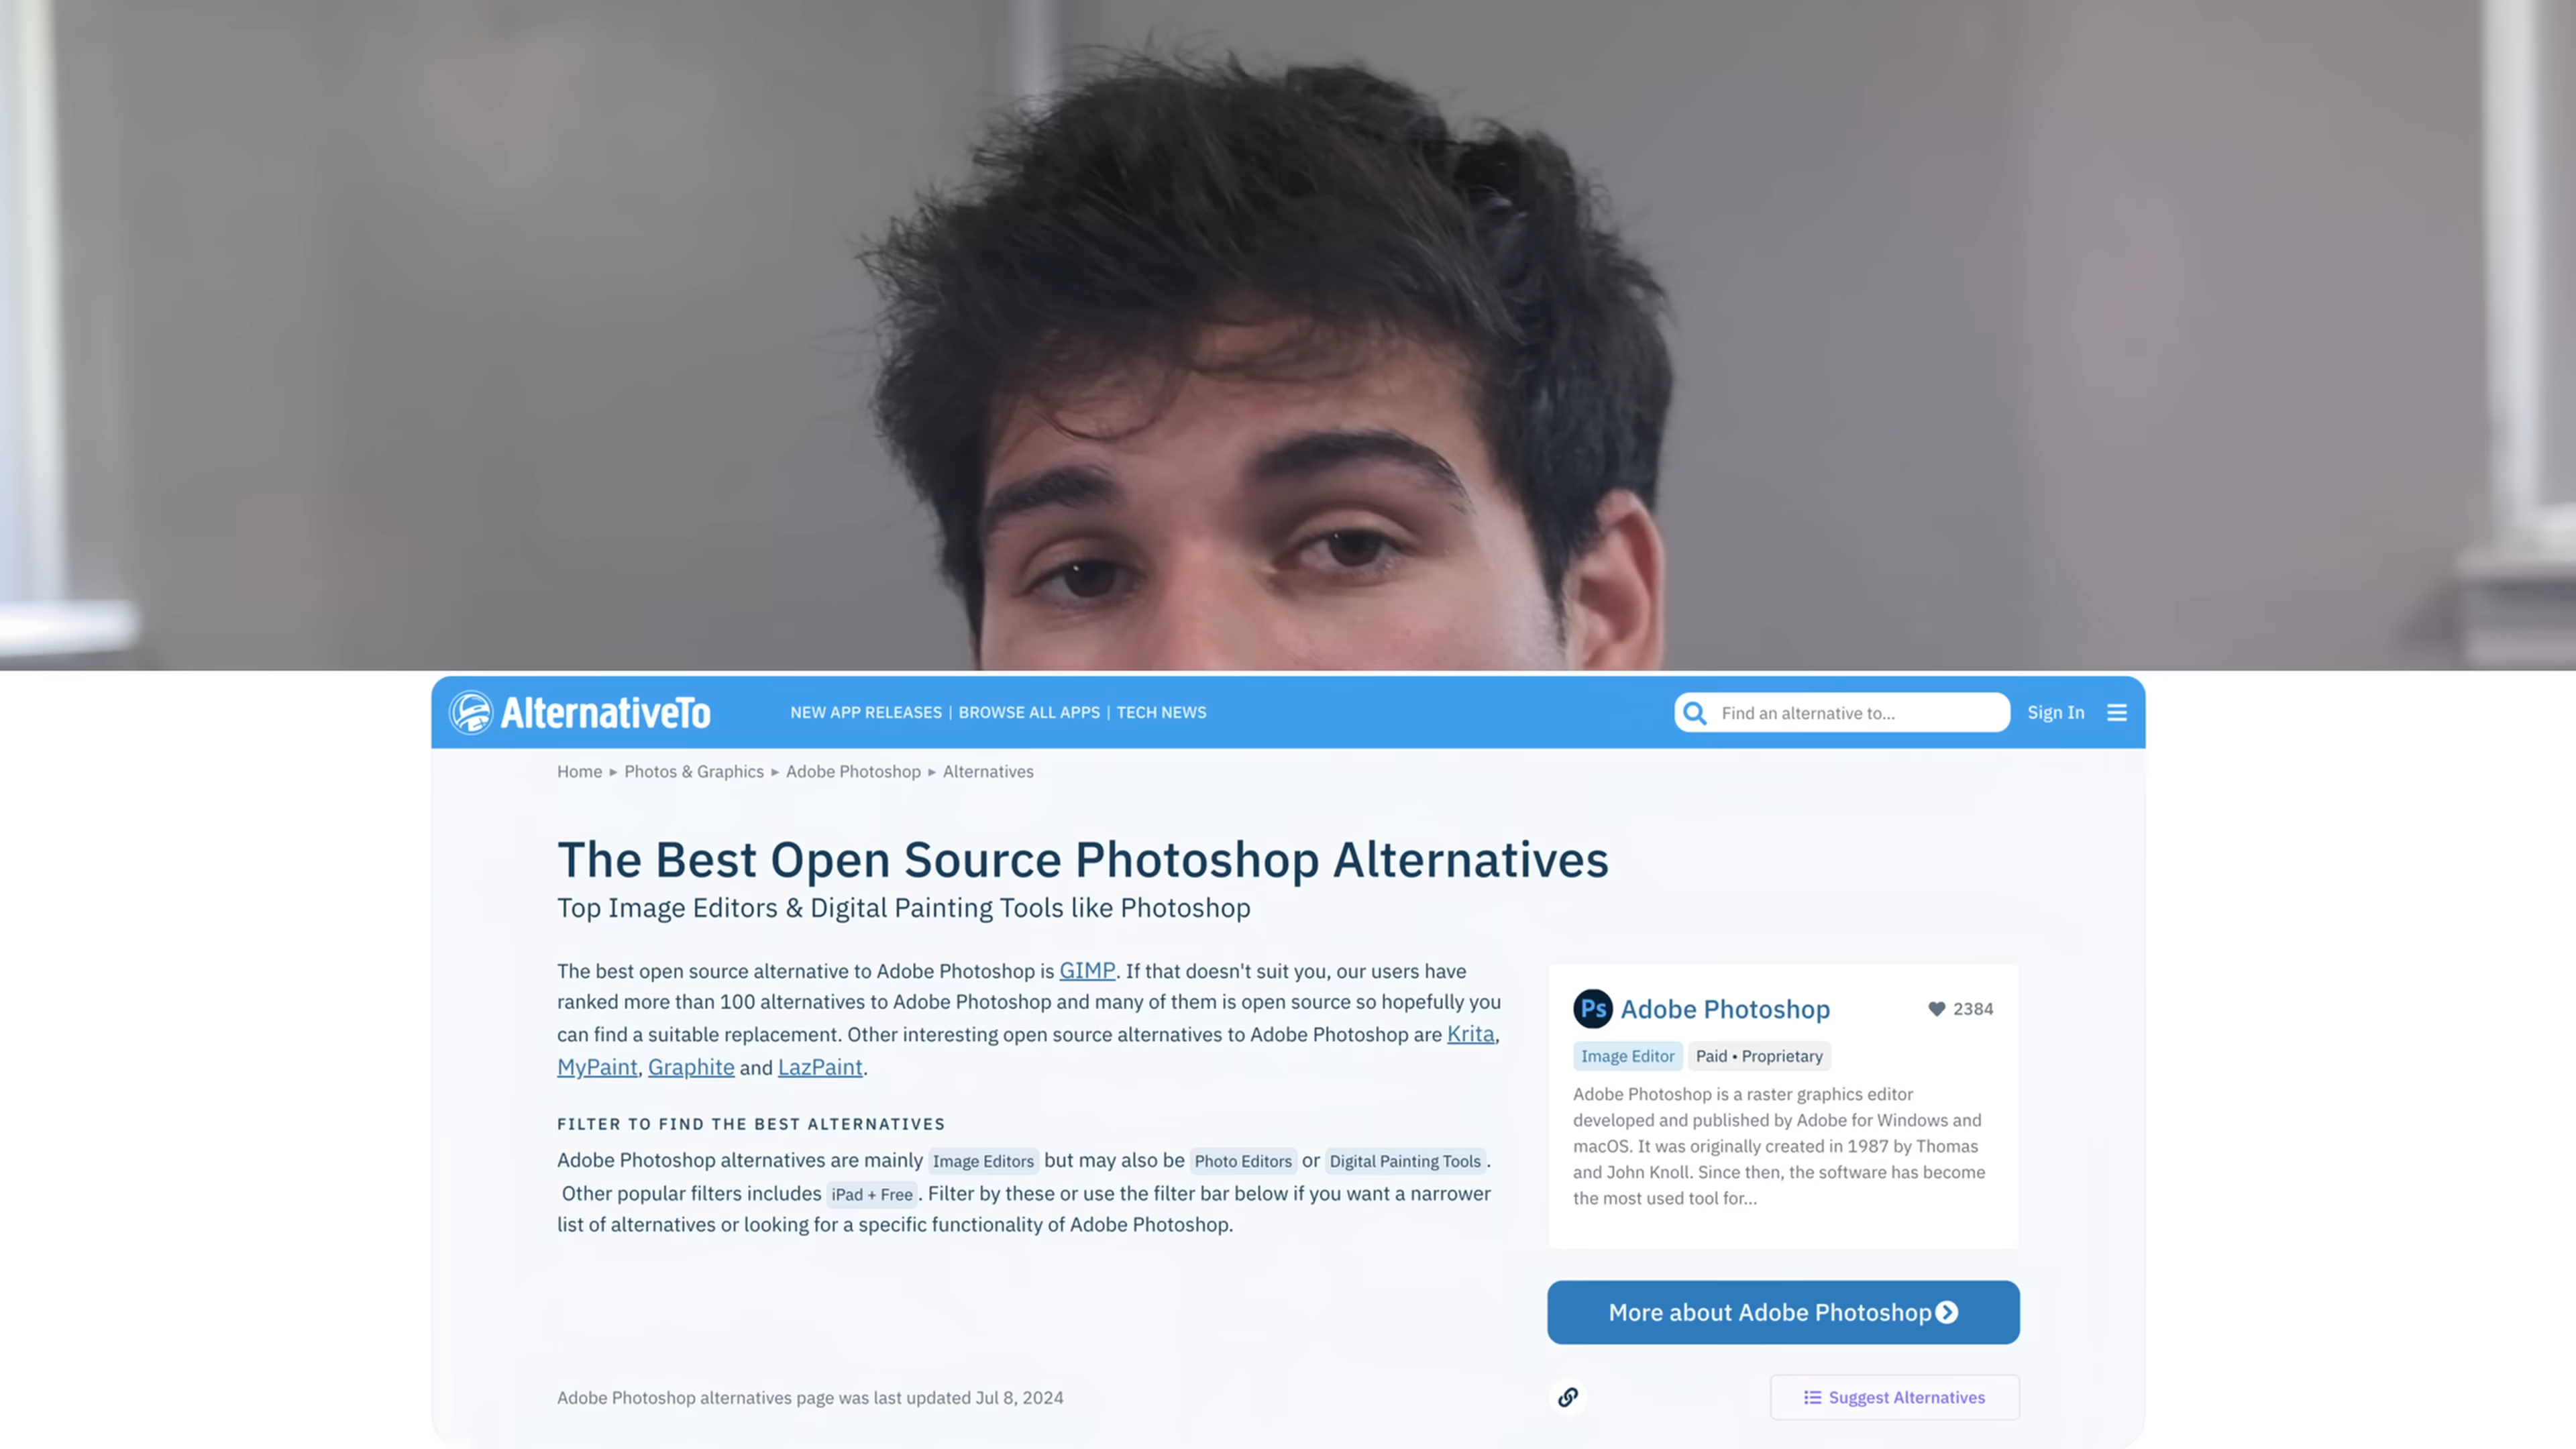 AlternativeTo
NEW APP RELEASES | BROWSE ALL APPS | TECH NEWS
Find an alternative to...
Sign In
Home ▸ Photos & Graphics ▸ Adobe Photoshop ▸ Alternatives
The Best Open Source Photoshop Alternatives
Top Image Editors & Digital Painting Tools like Photoshop
The best open source alternative to Adobe Photoshop is GIMP. If that doesn't suit you, our users have
ranked more than 100 alternatives to Adobe Photoshop and many of them is open source so hopefully you
can find a suitable replacement. Other interesting open source alternatives to Adobe Photoshop are Krita,
MyPaint, Graphite and LazPaint.
FILTER TO FIND THE BEST ALTERNATIVES
Adobe Photoshop alternatives are mainly Image Editors but may also be Photo Editors or Digital Painting Tools.
Other popular filters includes iPad + Free. Filter by these or use the filter bar below if you want a narrower
list of alternatives or looking for a specific functionality of Adobe Photoshop.
Ps Adobe Photoshop
2384
Image Editor
Paid • Proprietary
Adobe Photoshop is a raster graphics editor
developed and published by Adobe for Windows and
macOS. It was originally created in 1987 by Thomas
and John Knoll. Since then, the software has become
the most used tool for...
More about Adobe Photoshop
Adobe Photoshop alternatives page was last updated Jul 8, 2024
Suggest Alternatives